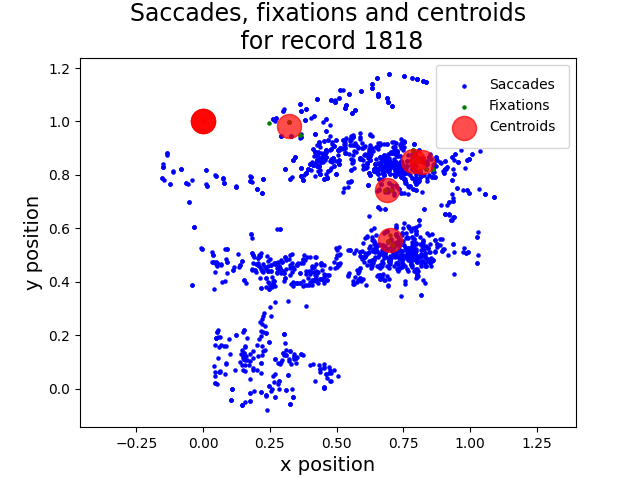 Saccades, fixations and centroids
for record 1818
Saccades
Fixations
Centroids
1.2
1.0
0.8
0.6
0.4
0.2
0.0
y position
−0.25
0.00
0.25
0.50
0.75
1.00
1.25
x position